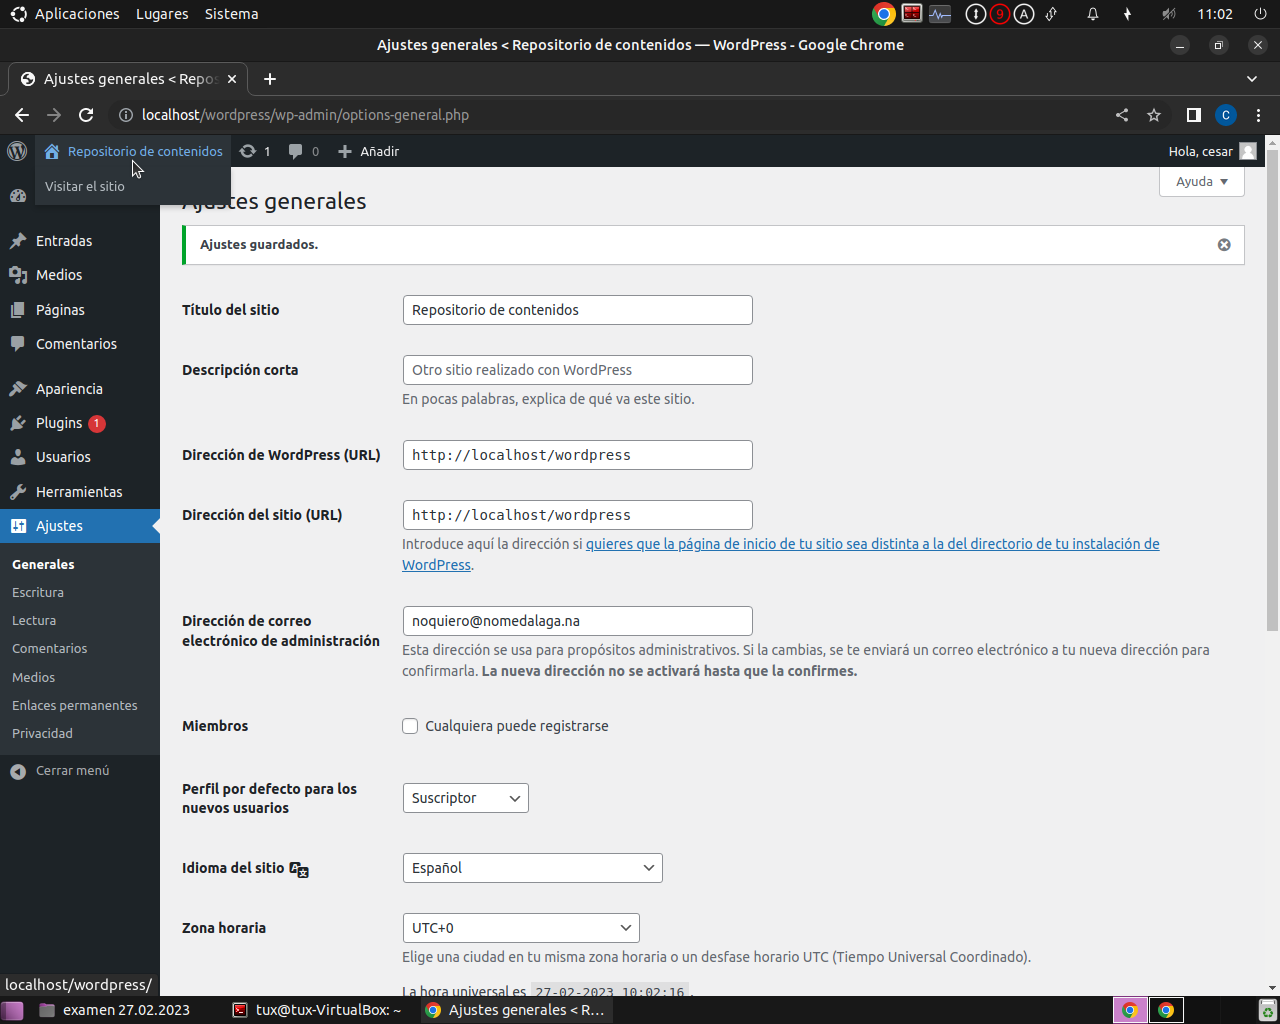 Aplicaciones Lugares Sistema 9 A 11:02
Ajustes generales < Repositorio de contenidos — WordPress - Google Chrome
Ajustes generales < Repos
localhost/wordpress/wp-admin/options-general.php C
Repositorio de contenidos 1 0 Añadir Hola, cesar
Visitar el sitio
Ayuda
Ajustes generales
Ajustes guardados.
Entradas
Medios
Páginas
Comentarios
Apariencia
Plugins 1
Usuarios
Herramientas
Ajustes
Generales
Escritura
Lectura
Comentarios
Medios
Enlaces permanentes
Privacidad
Cerrar menú
Título del sitio Repositorio de contenidos
Descripción corta Otro sitio realizado con WordPress
En pocas palabras, explica de qué va este sitio.
Dirección de WordPress (URL) http://localhost/wordpress
Dirección del sitio (URL) http://localhost/wordpress
Introduce aquí la dirección si quieres que la página de inicio de tu sitio sea distinta a la del directorio de tu instalación de
WordPress.
Dirección de correo
electrónico de administración
noquiero@nomedalaga.na
Esta dirección se usa para propósitos administrativos. Si la cambias, se te enviará un correo electrónico a tu nueva dirección para
confirmarla. La nueva dirección no se activará hasta que la confirmes.
Miembros Cualquiera puede registrarse
Perfil por defecto para los
nuevos usuarios
Suscriptor
Idioma del sitio Español
Zona horaria UTC+0
Elige una ciudad en tu misma zona horaria o un desfase horario UTC (Tiempo Universal Coordinado).
La hora universal es 27-02-2023 10:02:16 .
localhost/wordpress/
examen 27.02.2023 tux@tux-VirtualBox: ~ Ajustes generales < R...